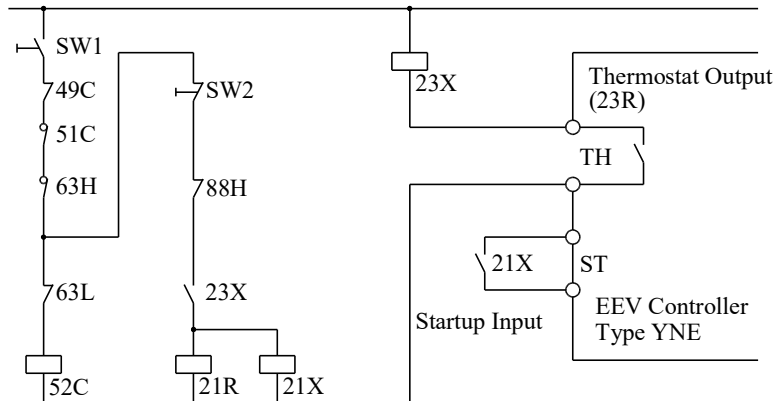 SW1
49C
51C
63H
63L
52C
SW2
88H
23X
21R
21X
23X
Thermostat Output
(23R)
TH
21X
ST
Startup Input
EEV Controller
Type YNE